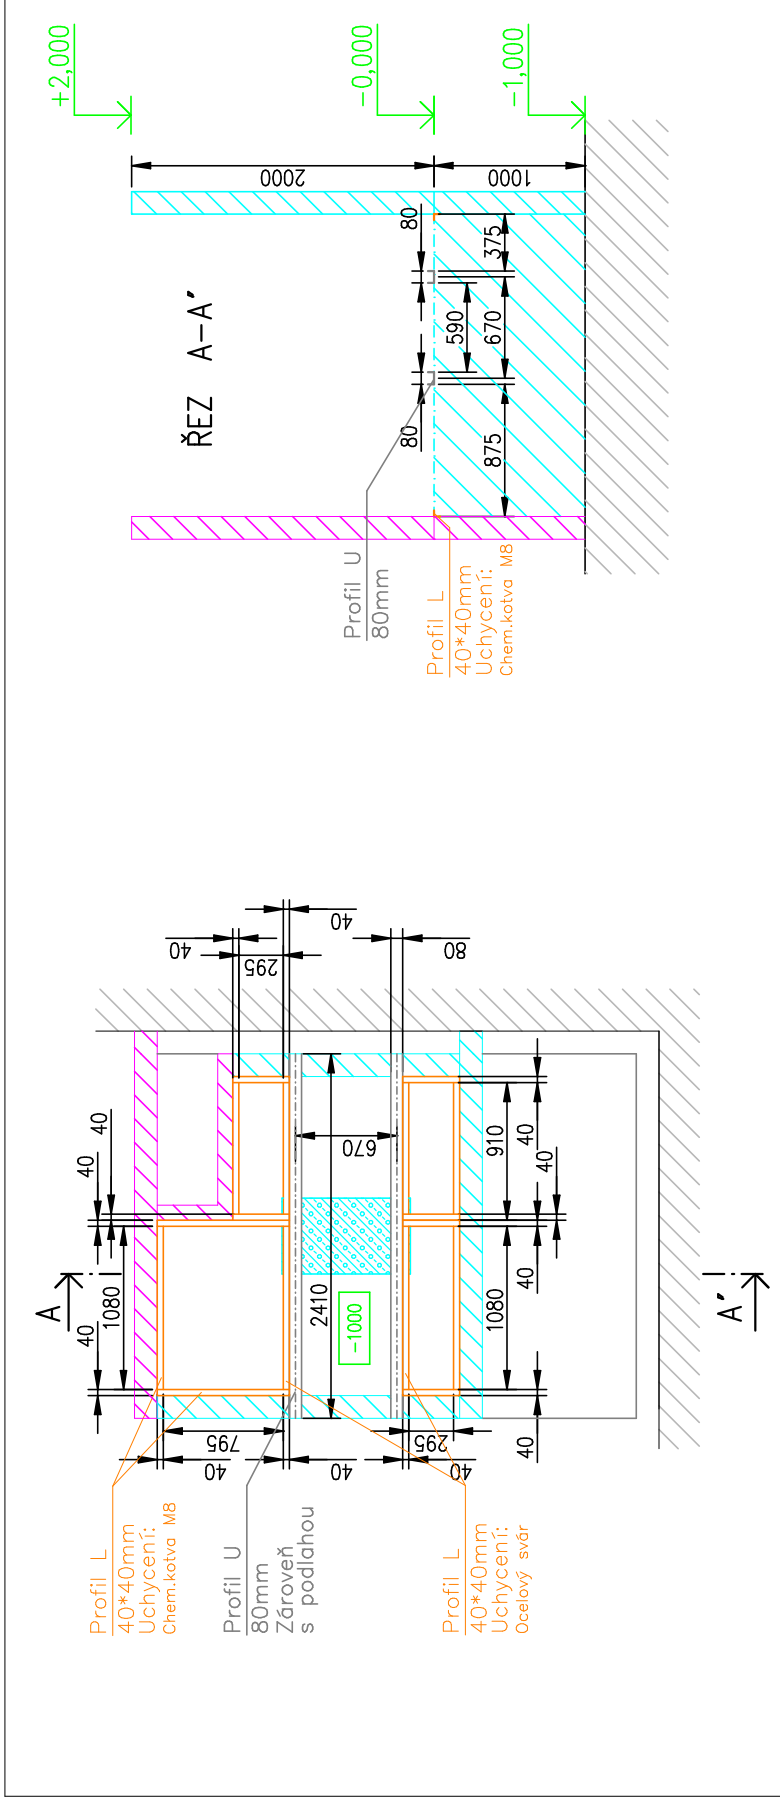 +2,000
-0,000
-1,000
2000
1000
ŘEZ A-A'
80
80
375
590
670
875
Profil U
80mm
Profil L
40*40mm
Uchycení:
Chem.kotva M8
40
295
40
80
40
40
1080
40
A
670
2410
-1000
910
40
40
40
1080
40
A'
795
40
40
295
40
Profil L
40*40mm
Uchycení:
Chem.kotva M8
Profil U
80mm
Zároveň
s podlahou
Profil L
40*40mm
Uchycení:
Ocelový svár